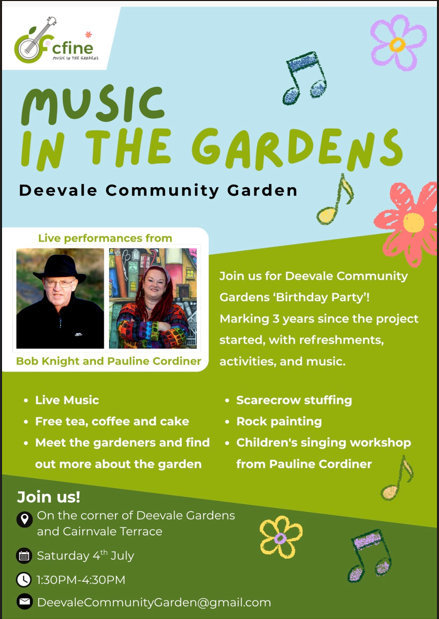 cfine
MUSIC IN THE GARDENS
MUSIC
IN THE GARDENS
Deevale Community Garden
Live performances from
Bob Knight and Pauline Cordiner
Join us for Deevale Community
Gardens ‘Birthday Party’!
Marking 3 years since the project
started, with refreshments,
activities, and music.
• Live Music
• Free tea, coffee and cake
• Meet the gardeners and find
out more about the garden
• Scarecrow stuffing
• Rock painting
• Children's singing workshop
from Pauline Cordiner
Join us!
On the corner of Deevale Gardens
and Cairnvale Terrace
Saturday 4th July
1:30PM-4:30PM
DeevaleCommunityGarden@gmail.com